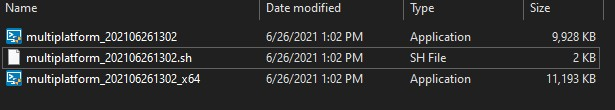 Name Date modified Type Size
multiplatform_202106261302 6/26/2021 1:02 PM Application 9,928 KB
multiplatform_202106261302.sh 6/26/2021 1:02 PM SH File 2 KB
multiplatform_202106261302_x64 6/26/2021 1:02 PM Application 11,193 KB